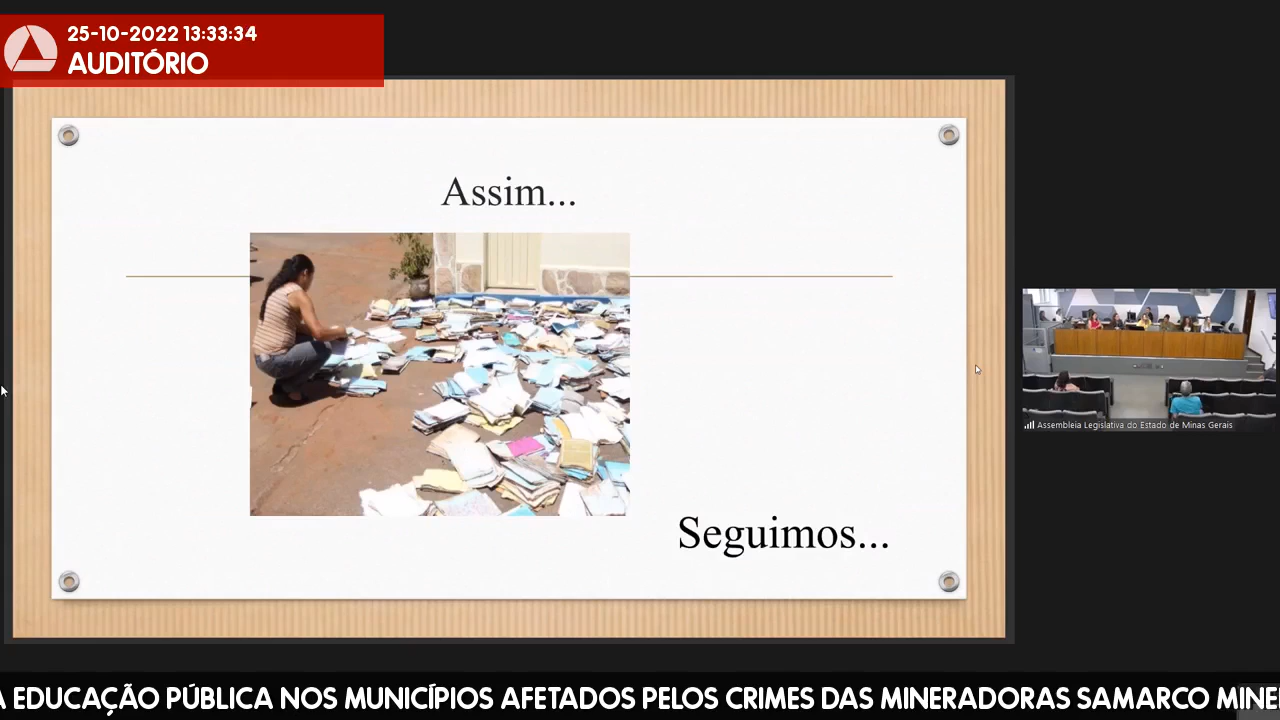 25-10-2022 13:33:34
AUDITÓRIO
Assim...
Seguimos...
Assembleia Legislativa do Estado de Minas Gerais
A EDUCAÇÃO PÚBLICA NOS MUNICÍPIOS AFETADOS PELOS CRIMES DAS MINERADORAS SAMARCO MINE